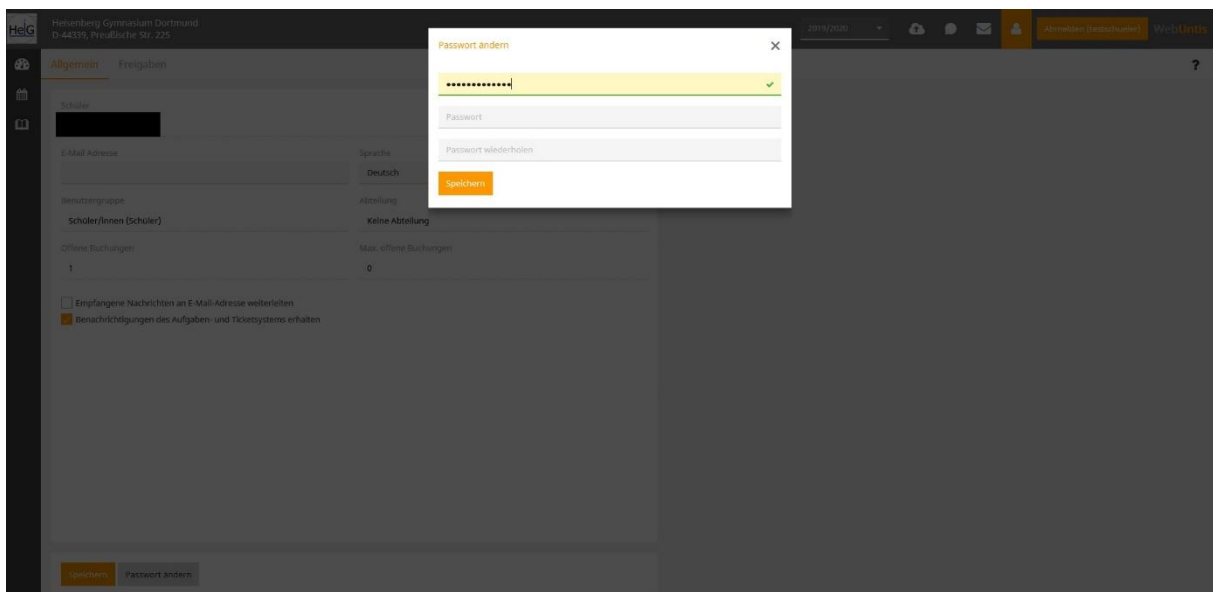 HeIG
Heisenberg Gymnasium Dortmund
D-44339, Preußische Str. 225
2019/2020
Abmelden (testschueler)
WebUntis
Allgemein Freigaben
?
Passwort ändern
•••••••••••••
Passwort
Passwort wiederholen
Speichern
Schüler
E-Mail Adresse
Sprache
Deutsch
Benutzergruppe
Abteilung
Schüler/innen (Schüler)
Keine Abteilung
Offene Buchungen
Max. offene Buchungen
1
0
Empfangene Nachrichten an E-Mail-Adresse weiterleiten
Benachrichtigungen des Aufgaben- und Ticketsystems erhalten
Speichern Passwort ändern